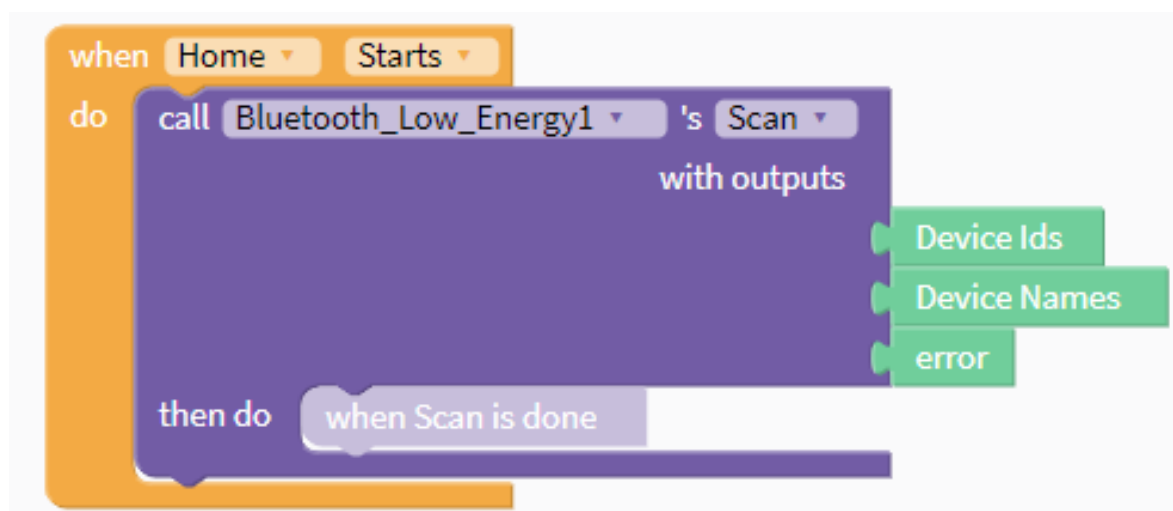 when Home Starts
do call Bluetooth_Low_Energy1 's Scan
with outputs
Device Ids
Device Names
error
then do when Scan is done